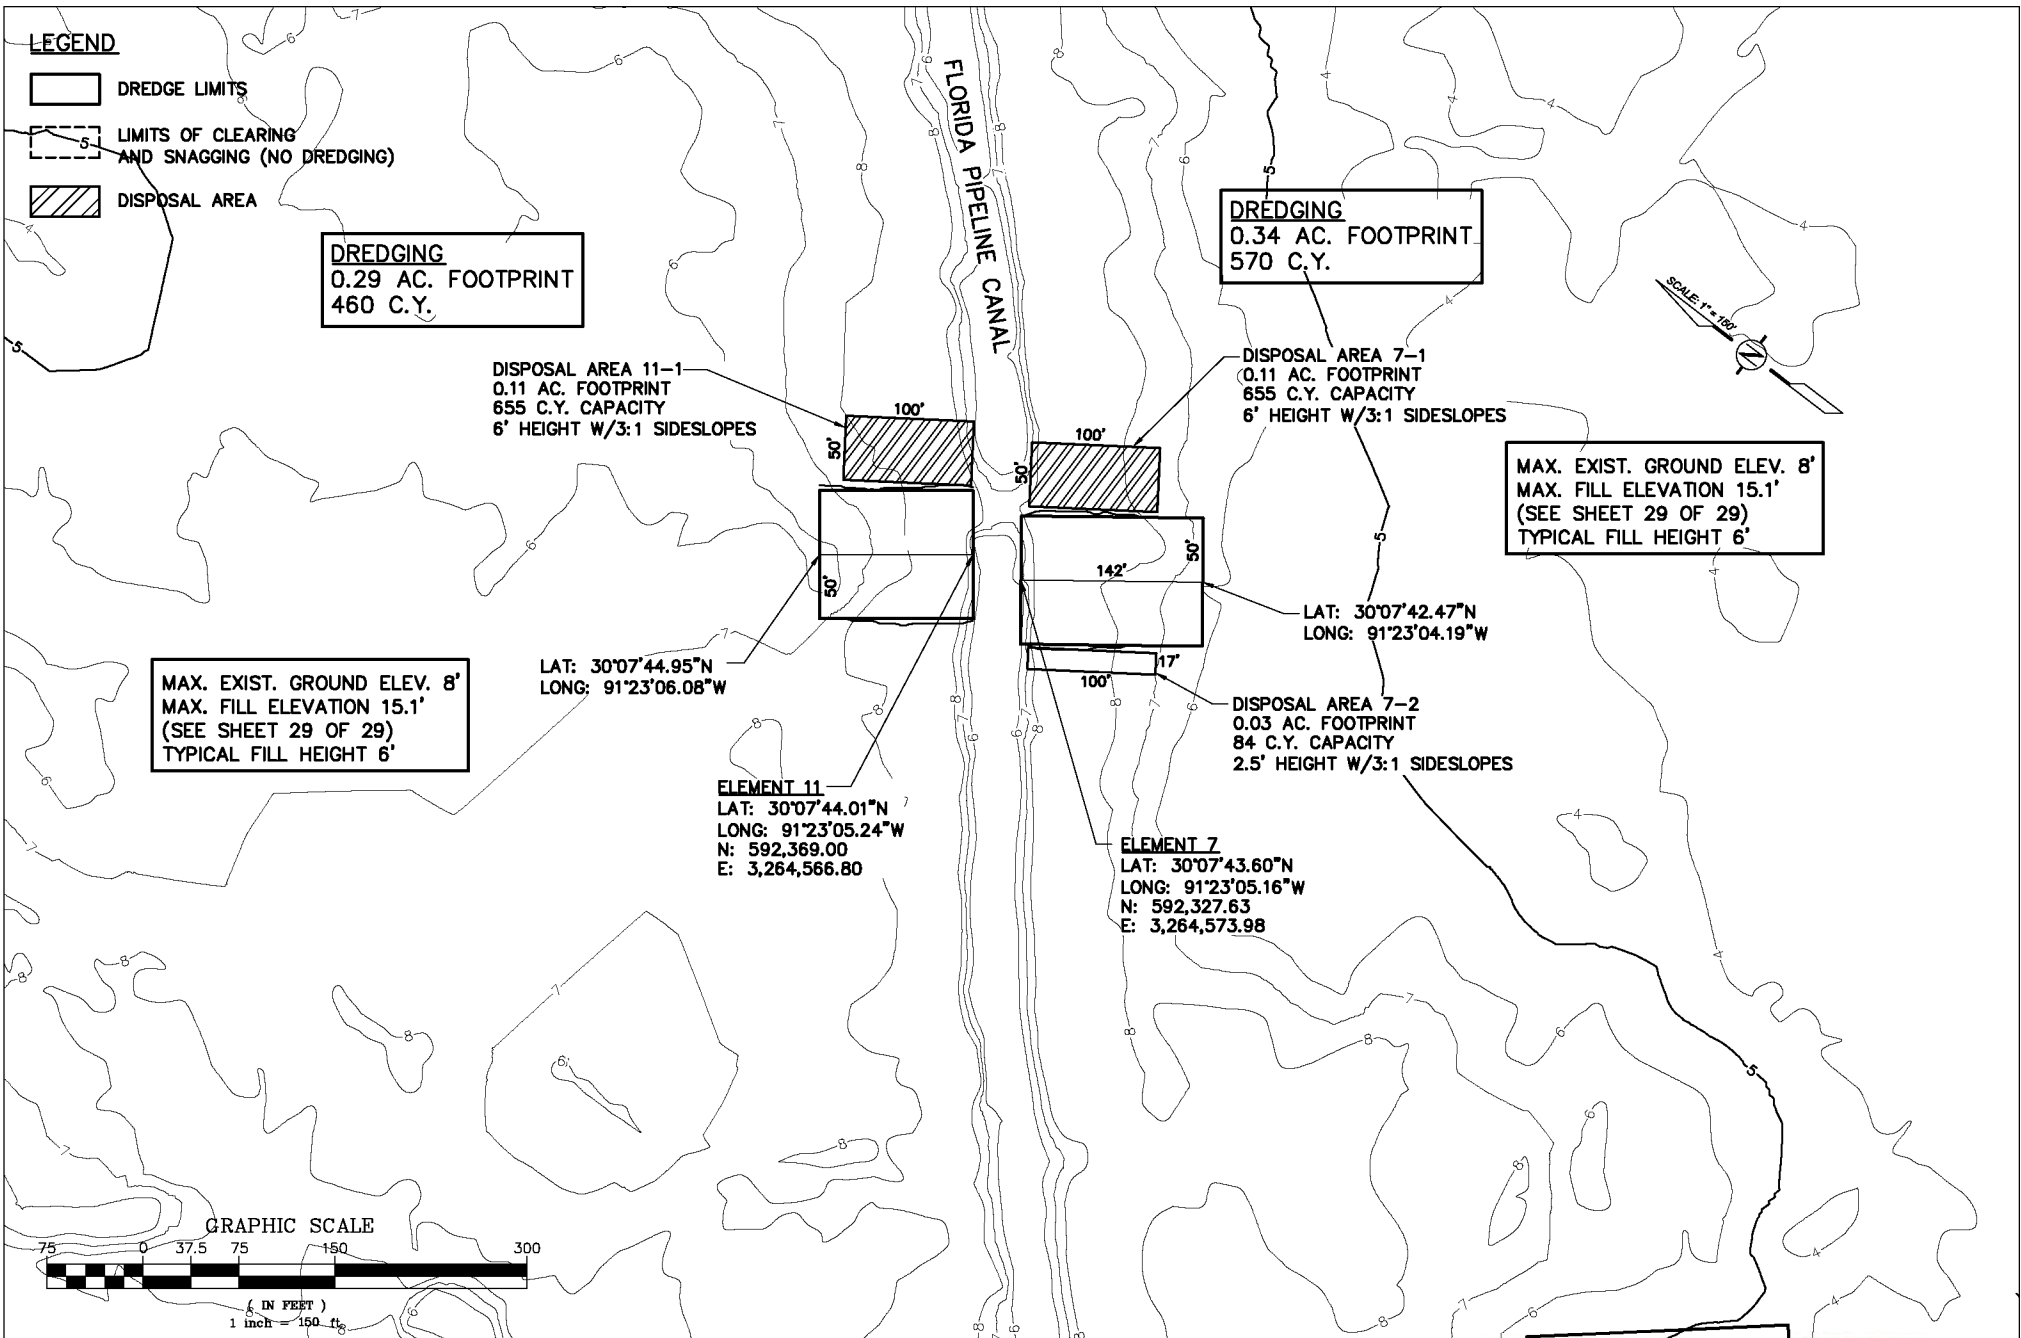 LEGEND
DREDGE LIMITS
LIMITS OF CLEARING
AND SNAGGING (NO DREDGING)
DISPOSAL AREA
FLORIDA PIPELINE CANAL
DREDGING
0.29 AC. FOOTPRINT
460 C.Y.
DREDGING
0.34 AC. FOOTPRINT
570 C.Y.
SCALE: 1" = 150'
N
DISPOSAL AREA 11-1
0.11 AC. FOOTPRINT
655 C.Y. CAPACITY
6' HEIGHT W/3:1 SIDESLOPES
100'
50'
DISPOSAL AREA 7-1
0.11 AC. FOOTPRINT
655 C.Y. CAPACITY
6' HEIGHT W/3:1 SIDESLOPES
100'
50'
MAX. EXIST. GROUND ELEV. 8'
MAX. FILL ELEVATION 15.1'
(SEE SHEET 29 OF 29)
TYPICAL FILL HEIGHT 6'
50'
142'
50'
LAT: 30°07'42.47"N
LONG: 91°23'04.19"W
LAT: 30°07'44.95"N
LONG: 91°23'06.08"W
17'
100'
MAX. EXIST. GROUND ELEV. 8'
MAX. FILL ELEVATION 15.1'
(SEE SHEET 29 OF 29)
TYPICAL FILL HEIGHT 6'
DISPOSAL AREA 7-2
0.03 AC. FOOTPRINT
84 C.Y. CAPACITY
2.5' HEIGHT W/3:1 SIDESLOPES
ELEMENT 11
LAT: 30°07'44.01"N
LONG: 91°23'05.24"W
N: 592,369.00
E: 3,264,566.80
ELEMENT 7
LAT: 30°07'43.60"N
LONG: 91°23'05.16"W
N: 592,327.63
E: 3,264,573.98
GRAPHIC SCALE
75 0 37.5 75 150 300
( IN FEET )
1 inch = 150 ft.